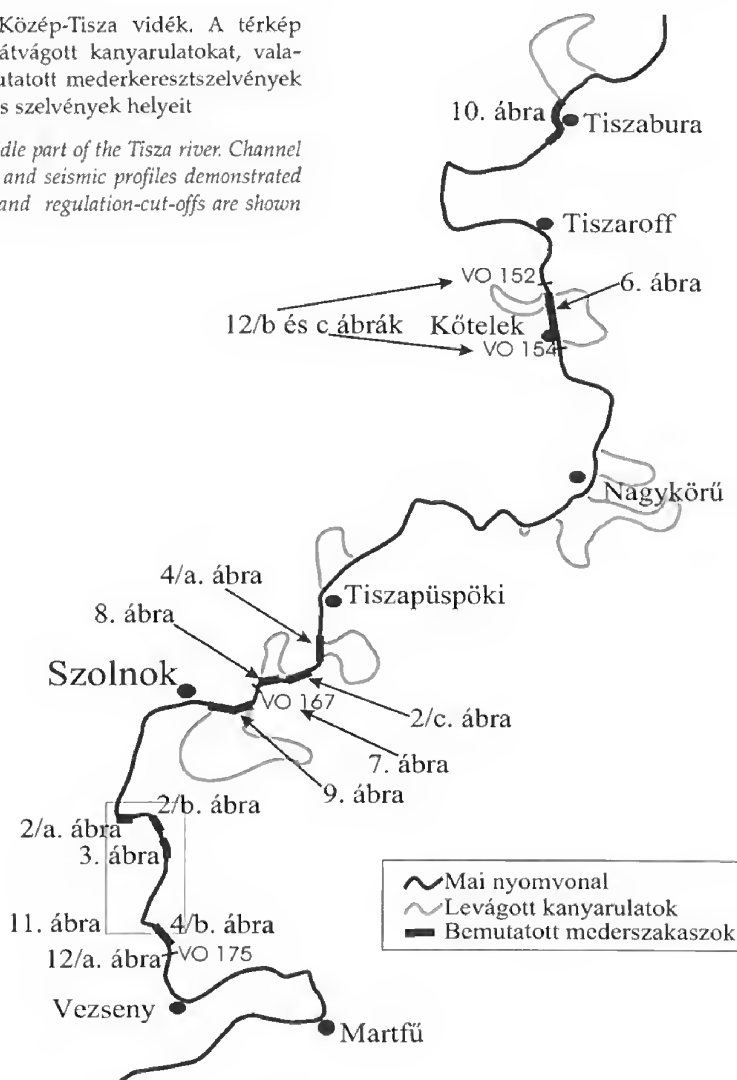 Közép-Tisza vidék. A térkép
átvágott kanyarulatokat, vala-
utatott mederkeresztszelvények
s szelvények helyeit
dle part of the Tisza river. Channel
and seismic profiles demonstrated
and regulation-cut-offs are shown
10. ábra
Tiszabura
Tiszaroff
VO 152
6. ábra
12/b és c ábrák
Kőtelek
VO 154
Nagykörű
4/a. ábra
Tiszapüspöki
8. ábra
Szolnok
VO 167
2/c. ábra
7. ábra
9. ábra
2/b. ábra
2/a. ábra
3. ábra
11. ábra
4/b. ábra
12/a. ábra
VO 175
Vezseny
Martfű
Mai nyomvonal
Levágott kanyarulatok
Bemutatott mederszakaszok